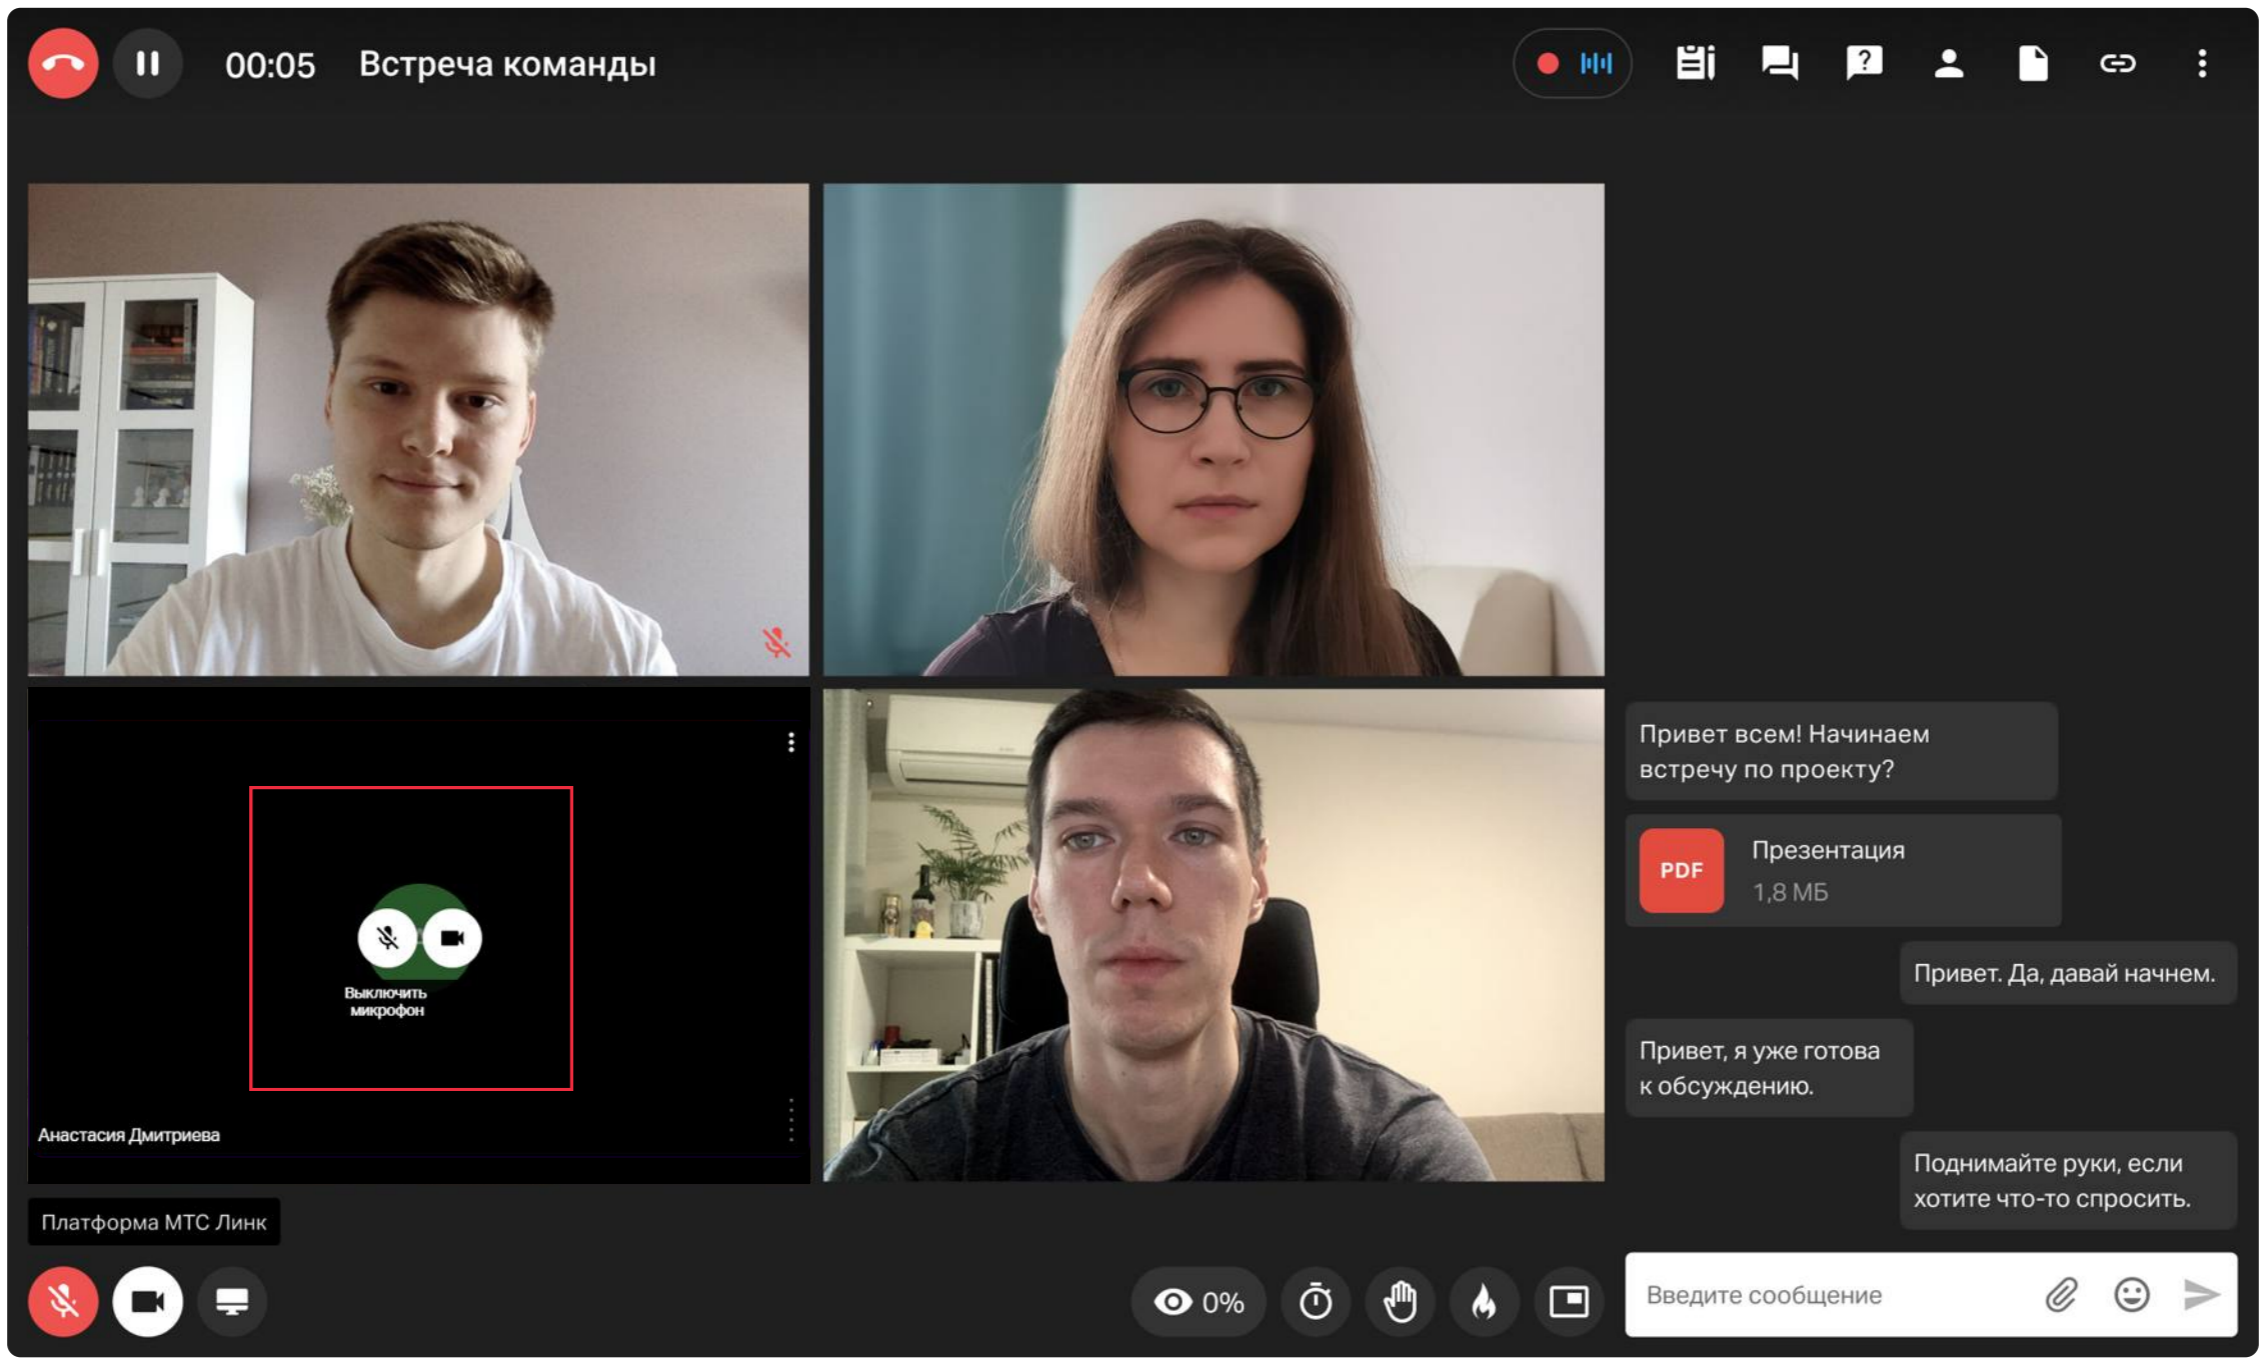 00:05 Встреча команды
?
Выключить
микрофон
Анастасия Дмитриева
Платформа МТС Линк
0%
Привет всем! Начинаем
встречу по проекту?
PDF
Презентация
1,8 МБ
Привет. Да, давай начнем.
Привет, я уже готова
к обсуждению.
Поднимайте руки, если
хотите что-то спросить.
Введите сообщение